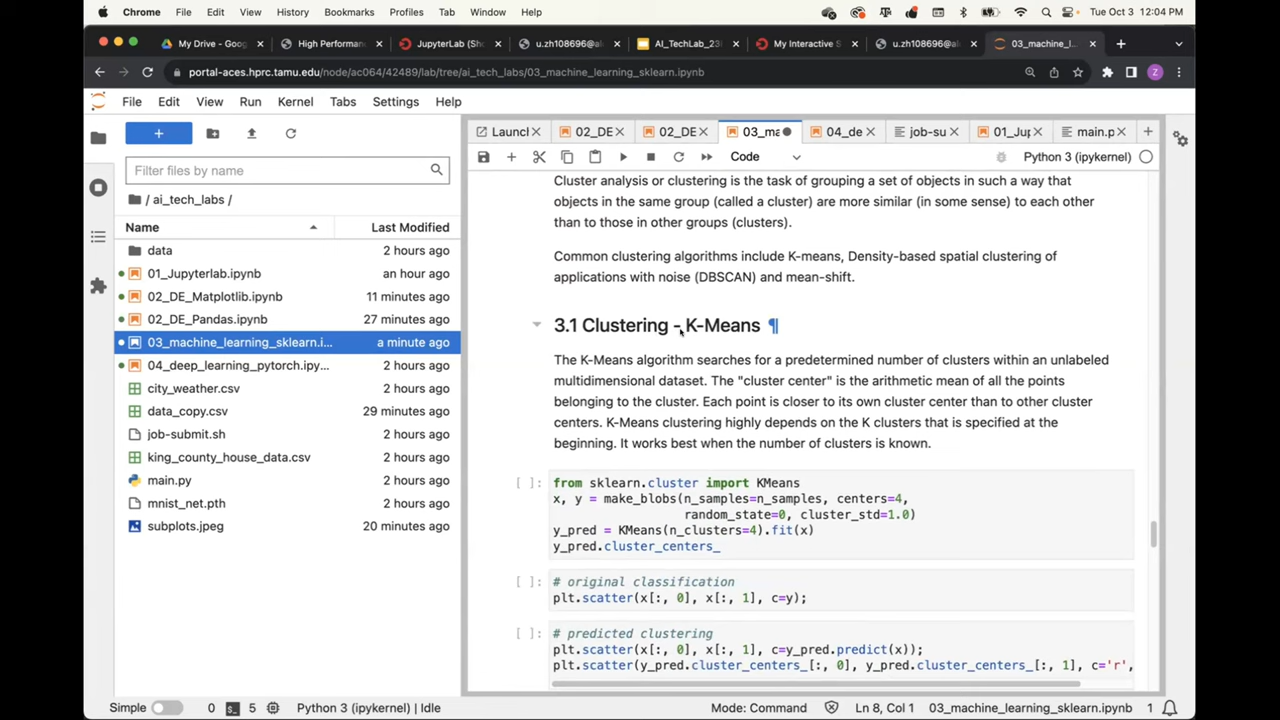 Chrome File Edit View History Bookmarks Profiles Tab Window Help Tue Oct 3 12:04 PM
My Drive - Goo High Performan JupyterLab (Sho u.zh108696@al AI_TechLab_23 My Interactive S u.zh108696@al 03_machine_l
portal-aces.hprc.tamu.edu/node/ac064/42489/lab/tree/ai_tech_labs/03_machine_learning_sklearn.ipynb Z
File Edit View Run Kernel Tabs Settings Help
Launcl 02_DE 02_DE 03_ma 04_de job-su 01_Jup main.p
Code Python 3 (ipykernel)
Filter files by name
/ ai_tech_labs /
Name Last Modified
data 2 hours ago
01_Jupyterlab.ipynb an hour ago
02_DE_Matplotlib.ipynb 11 minutes ago
02_DE_Pandas.ipynb 27 minutes ago
03_machine_learning_sklearn.i... a minute ago
04_deep_learning_pytorch.ipy... 2 hours ago
city_weather.csv 2 hours ago
data_copy.csv 29 minutes ago
job-submit.sh 2 hours ago
king_county_house_data.csv 2 hours ago
main.py 2 hours ago
mnist_net.pth 2 hours ago
subplots.jpeg 20 minutes ago
Cluster analysis or clustering is the task of grouping a set of objects in such a way that
objects in the same group (called a cluster) are more similar (in some sense) to each other
than to those in other groups (clusters).
Common clustering algorithms include K-means, Density-based spatial clustering of
applications with noise (DBSCAN) and mean-shift.
3.1 Clustering - K-Means ¶
The K-Means algorithm searches for a predetermined number of clusters within an unlabeled
multidimensional dataset. The "cluster center" is the arithmetic mean of all the points
belonging to the cluster. Each point is closer to its own cluster center than to other cluster
centers. K-Means clustering highly depends on the K clusters that is specified at the
beginning. It works best when the number of clusters is known.
[ ]: from sklearn.cluster import KMeans
x, y = make_blobs(n_samples=n_samples, centers=4,
random_state=0, cluster_std=1.0)
y_pred = KMeans(n_clusters=4).fit(x)
y_pred.cluster_centers_
[ ]: # original classification
plt.scatter(x[:, 0], x[:, 1], c=y);
[ ]: # predicted clustering
plt.scatter(x[:, 0], x[:, 1], c=y_pred.predict(x));
plt.scatter(y_pred.cluster_centers_[:, 0], y_pred.cluster_centers_[:, 1], c='r',
Simple 0 5 Python 3 (ipykernel) | Idle Mode: Command Ln 8, Col 1 03_machine_learning_sklearn.ipynb 1